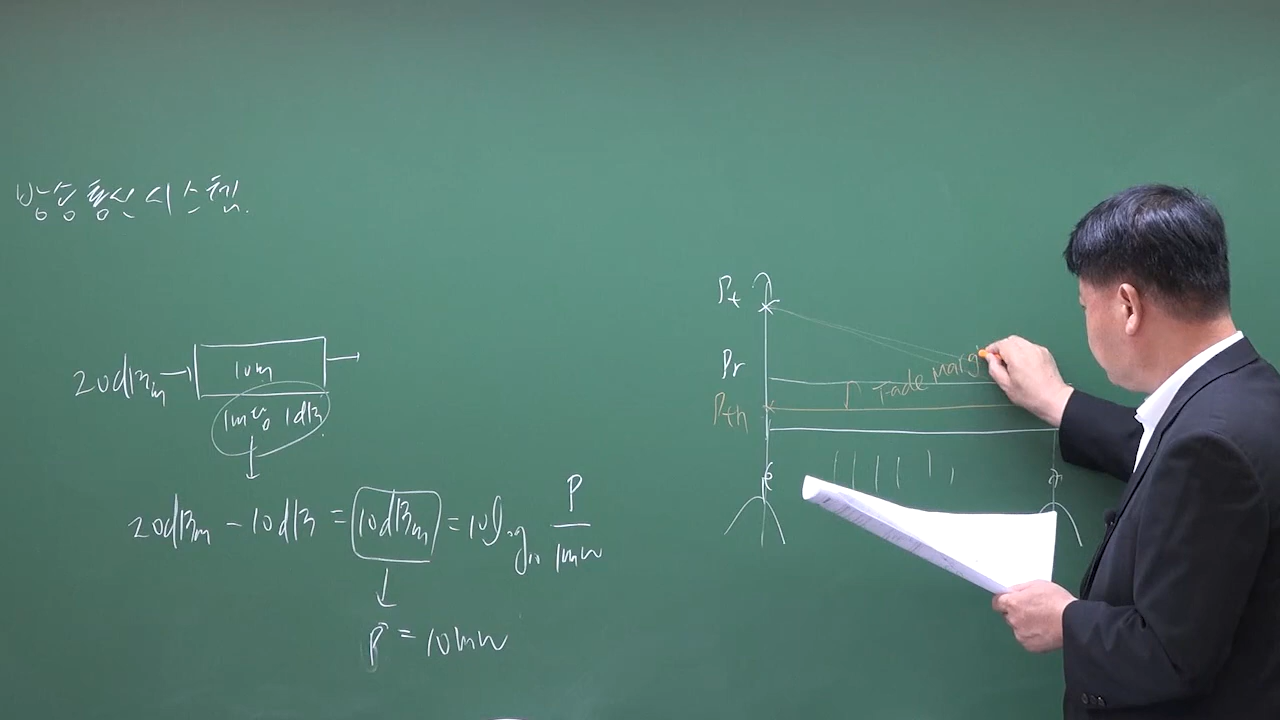 방송통신시스템.
20dBm → 10m →
1m당 1dB
20dBm - 10dB = 10dBm = 10log₁₀ P/1mW
P = 10mW
Pt
Pr
Fade Margi
Pth